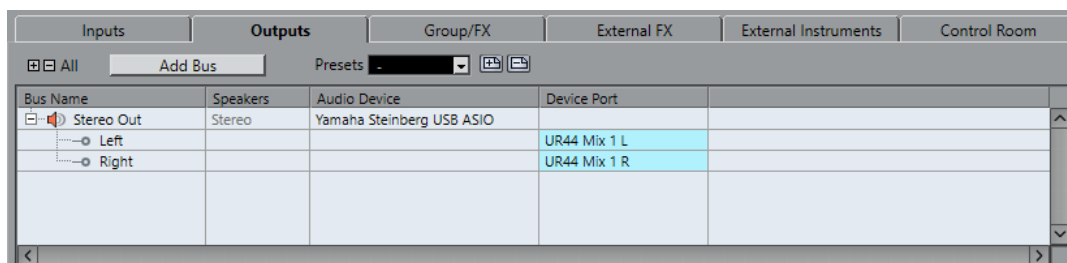 Inputs Outputs Group/FX External FX External Instruments Control Room
All Add Bus Presets -
Bus Name Speakers Audio Device Device Port
Stereo Out Stereo Yamaha Steinberg USB ASIO
Left UR44 Mix 1 L
Right UR44 Mix 1 R